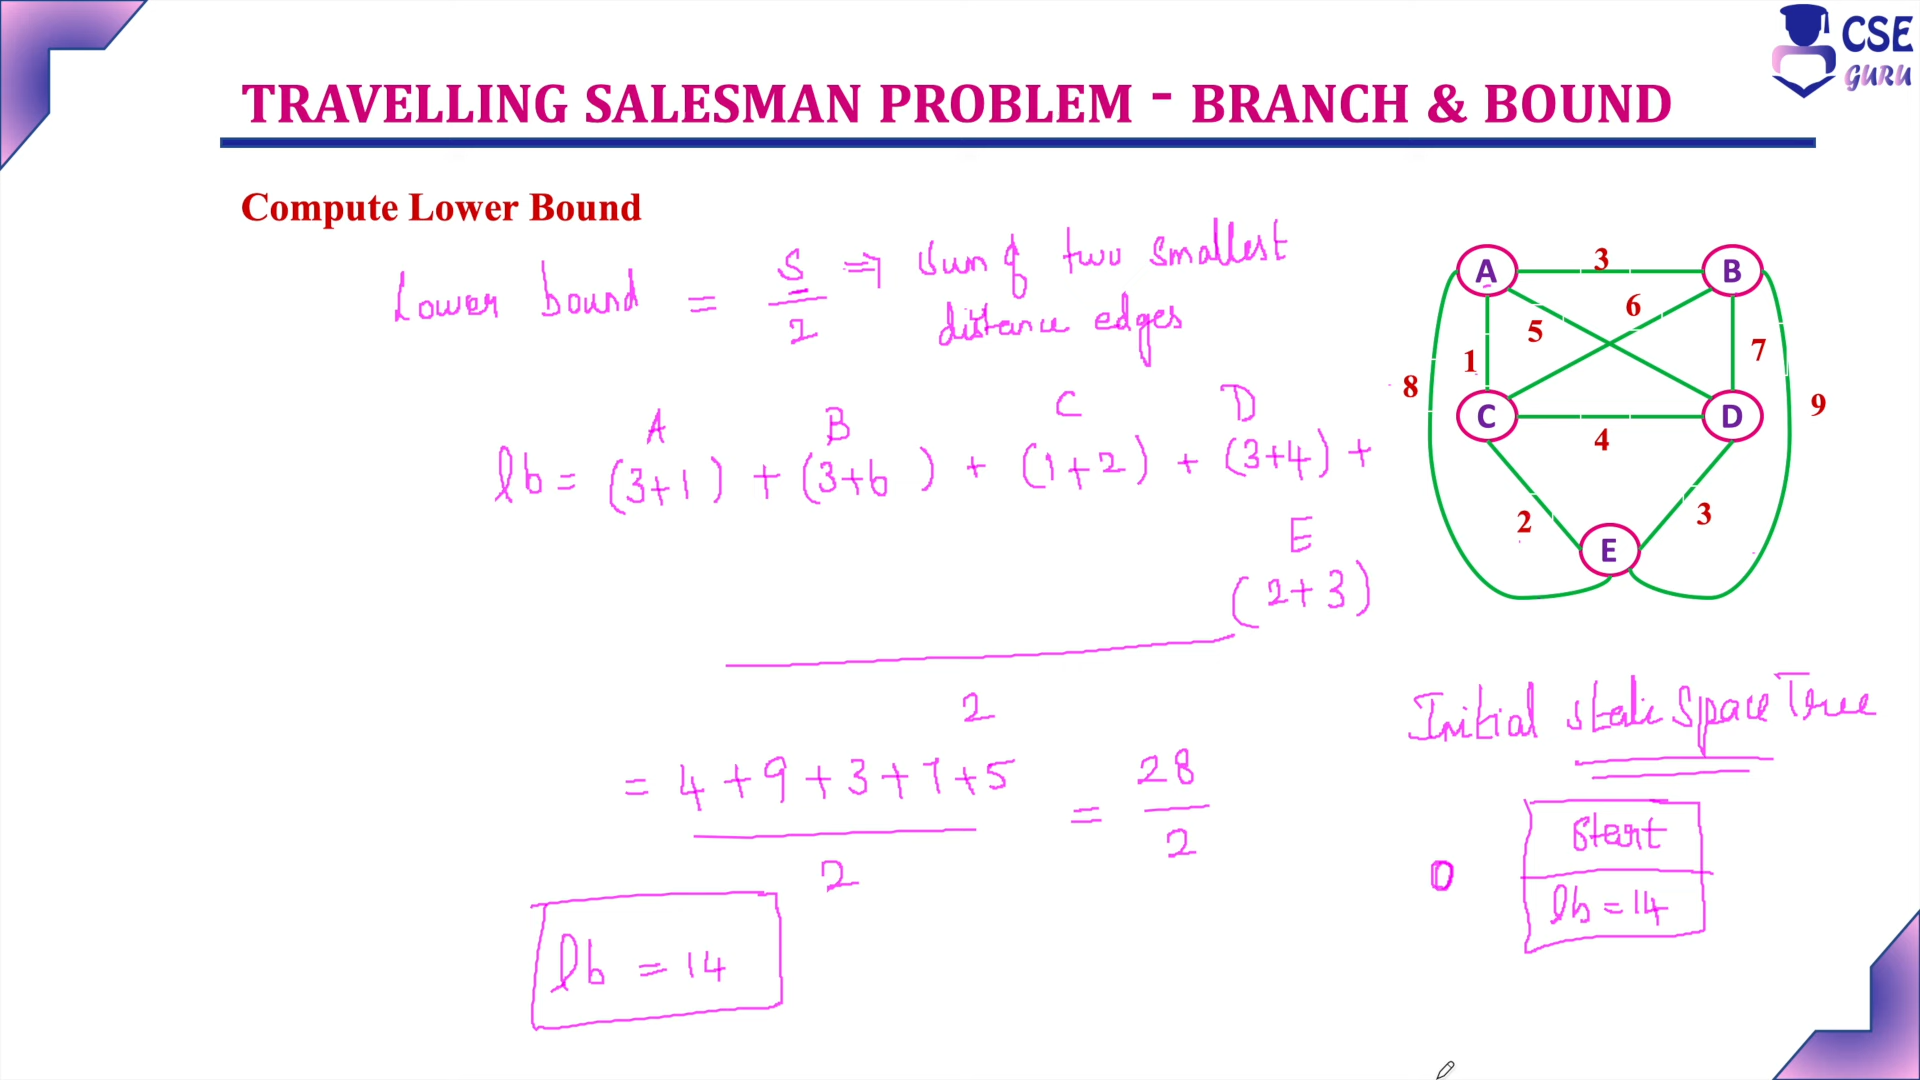 CSE
GURU
TRAVELLING SALESMAN PROBLEM - BRANCH & BOUND
Compute Lower Bound
Lower bound = S/2 ⇒ Sum of two smallest
distance edges
A B C D
lb = (3+1) + (3+6) + (1+2) + (3+4) +
E
(2+3)
2
= 4+9+3+7+5 = 28
2 2
lb = 14
A 3 B
6
5
1 7
8 9
C D
4
2 3
E
Initial State Space Tree
Start
0
lb = 14